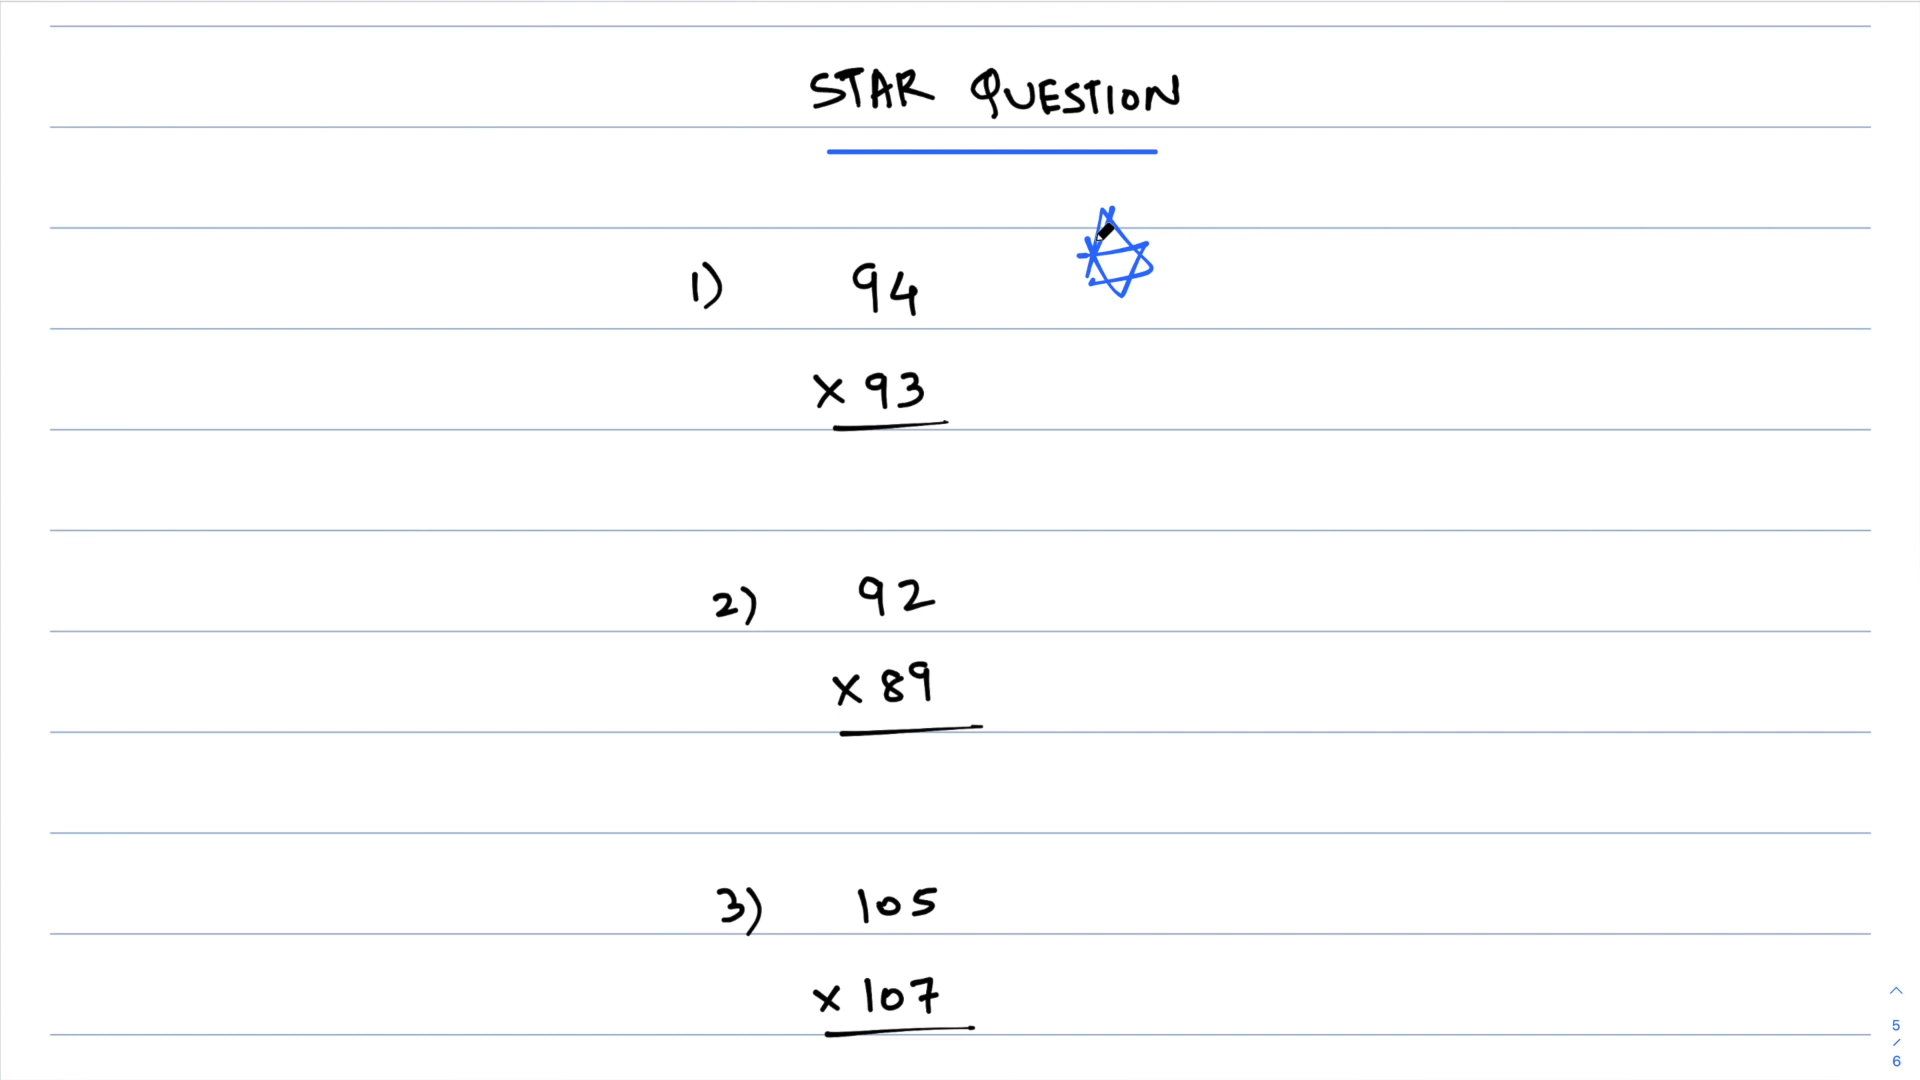 STAR QUESTION
1) 94
x 93
2) 92
x 89
3) 105
x 107
5
/
6